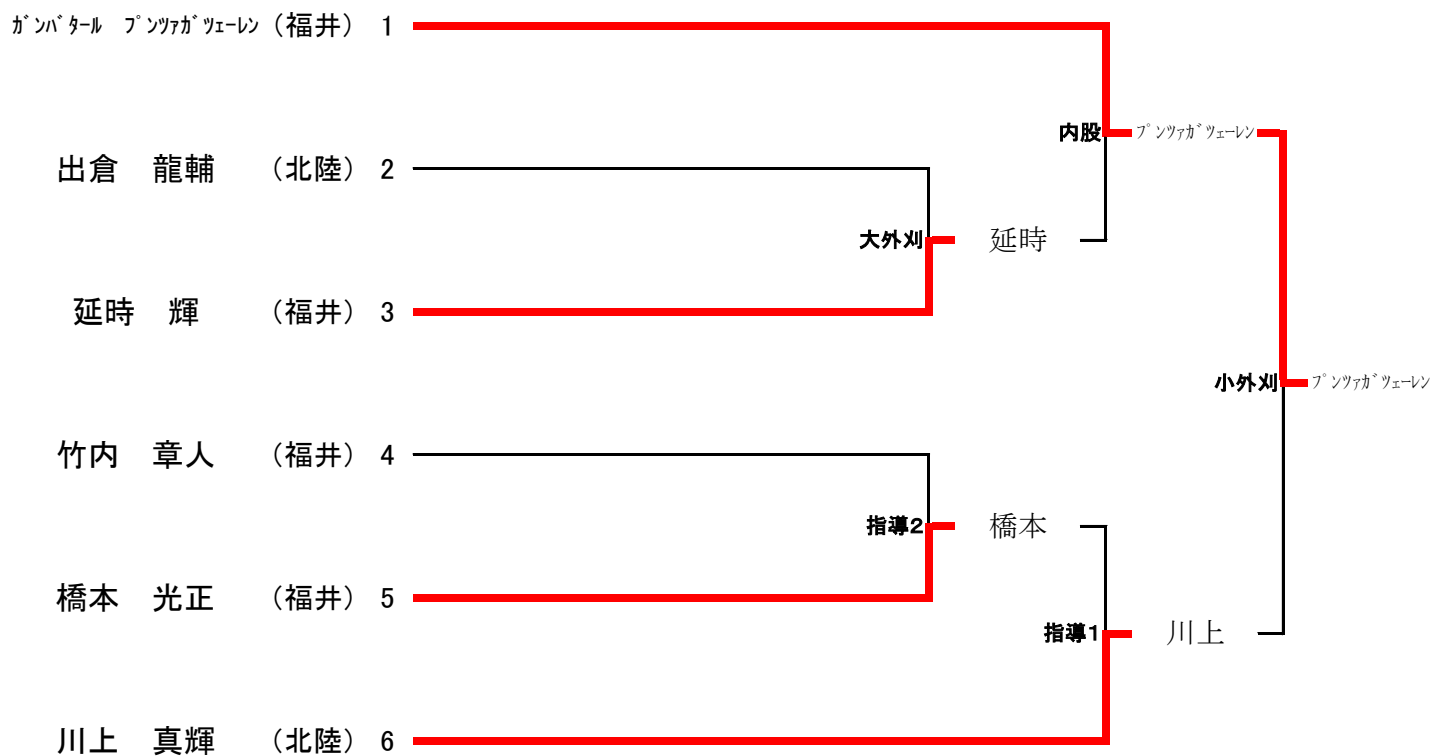 ｶﾞﾝﾊﾞﾀｰﾙ　ﾌﾟﾝﾂｧｶﾞﾂｪｰﾚﾝ（福井） 1
内股 ﾌﾟﾝﾂｧｶﾞﾂｪｰﾚﾝ
出倉　龍輔　（北陸） 2
大外刈 延時
延時　輝　（福井） 3
小外刈 ﾌﾟﾝﾂｧｶﾞﾂｪｰﾚﾝ
竹内　章人　（福井） 4
指導2 橋本
橋本　光正　（福井） 5
指導1 川上
川上　真輝　（北陸） 6